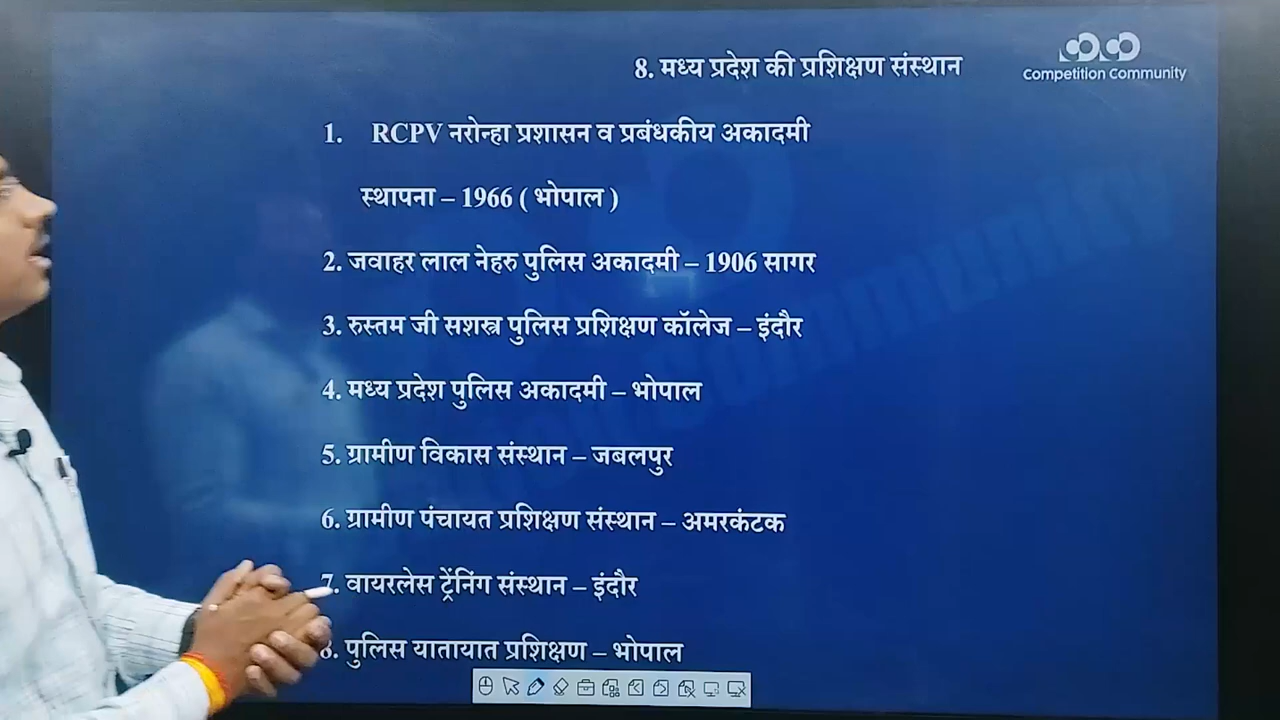 8. मध्य प्रदेश की प्रशिक्षण संस्थान
Competition Community
1. RCPV नरोन्हा प्रशासन व प्रबंधकीय अकादमी
स्थापना – 1966 ( भोपाल )
2. जवाहर लाल नेहरु पुलिस अकादमी – 1906 सागर
3. रुस्तम जी सशस्त्र पुलिस प्रशिक्षण कॉलेज – इंदौर
4. मध्य प्रदेश पुलिस अकादमी – भोपाल
5. ग्रामीण विकास संस्थान – जबलपुर
6. ग्रामीण पंचायत प्रशिक्षण संस्थान – अमरकंटक
7. वायरलेस ट्रेंनिंग संस्थान – इंदौर
8. पुलिस यातायात प्रशिक्षण – भोपाल